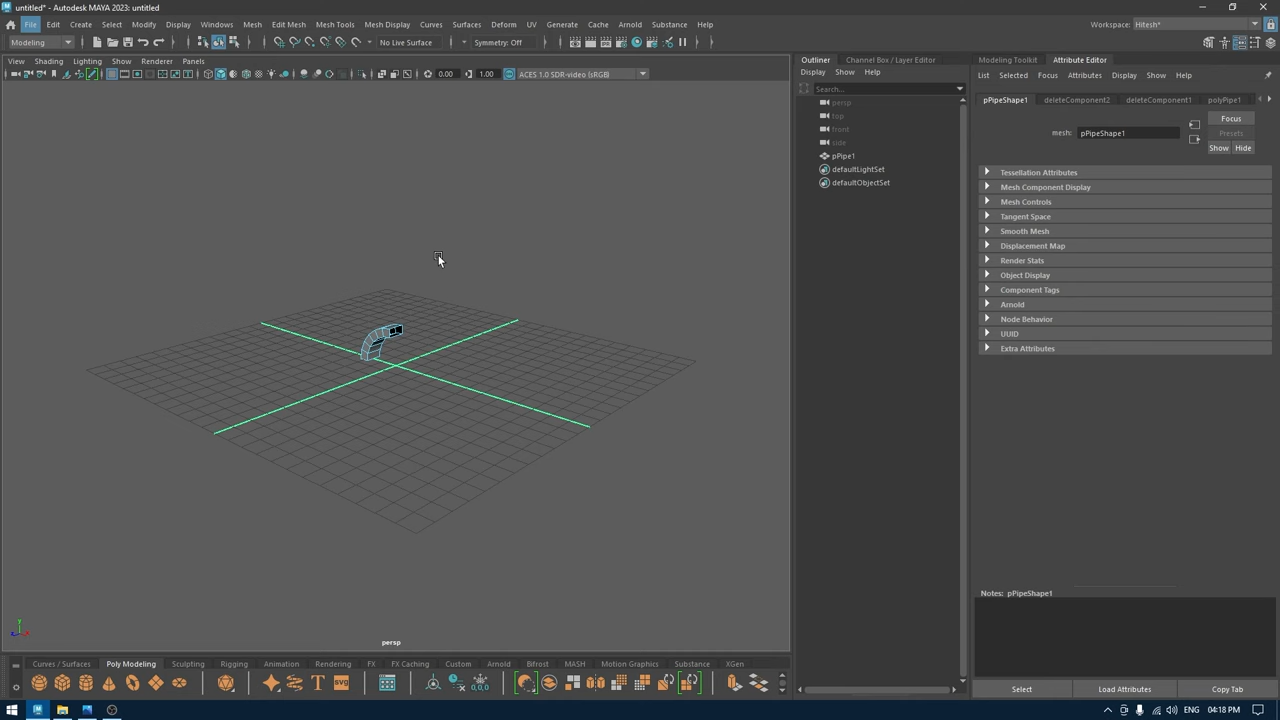 untitled* - Autodesk MAYA 2023: untitled
File Edit Create Select Modify Display Windows Mesh Edit Mesh Mesh Tools Mesh Display Curves Surfaces Deform UV Generate Cache Arnold Substance Help
Workspace: Hitesh*
Modeling
No Live Surface
Symmetry: Off
View Shading Lighting Show Renderer Panels
0.00
1.00
ACES 1.0 SDR-video (sRGB)
Outliner
Channel Box / Layer Editor
Display Show Help
Search...
persp
top
front
side
pPipe1
defaultLightSet
defaultObjectSet
Modeling Toolkit
Attribute Editor
List Selected Focus Attributes Display Show Help
pPipeShape1 deleteComponent2 deleteComponent1 polyPipe1
mesh: pPipeShape1
Focus
Presets
Show Hide
Tessellation Attributes
Mesh Component Display
Mesh Controls
Tangent Space
Smooth Mesh
Displacement Map
Render Stats
Object Display
Component Tags
Arnold
Node Behavior
UUID
Extra Attributes
Notes: pPipeShape1
Select Load Attributes Copy Tab
y
z x
persp
Curves / Surfaces Poly Modeling Sculpting Rigging Animation Rendering FX FX Caching Custom Arnold Bifrost MASH Motion Graphics Substance XGen
T SVG
ENG 04:18 PM